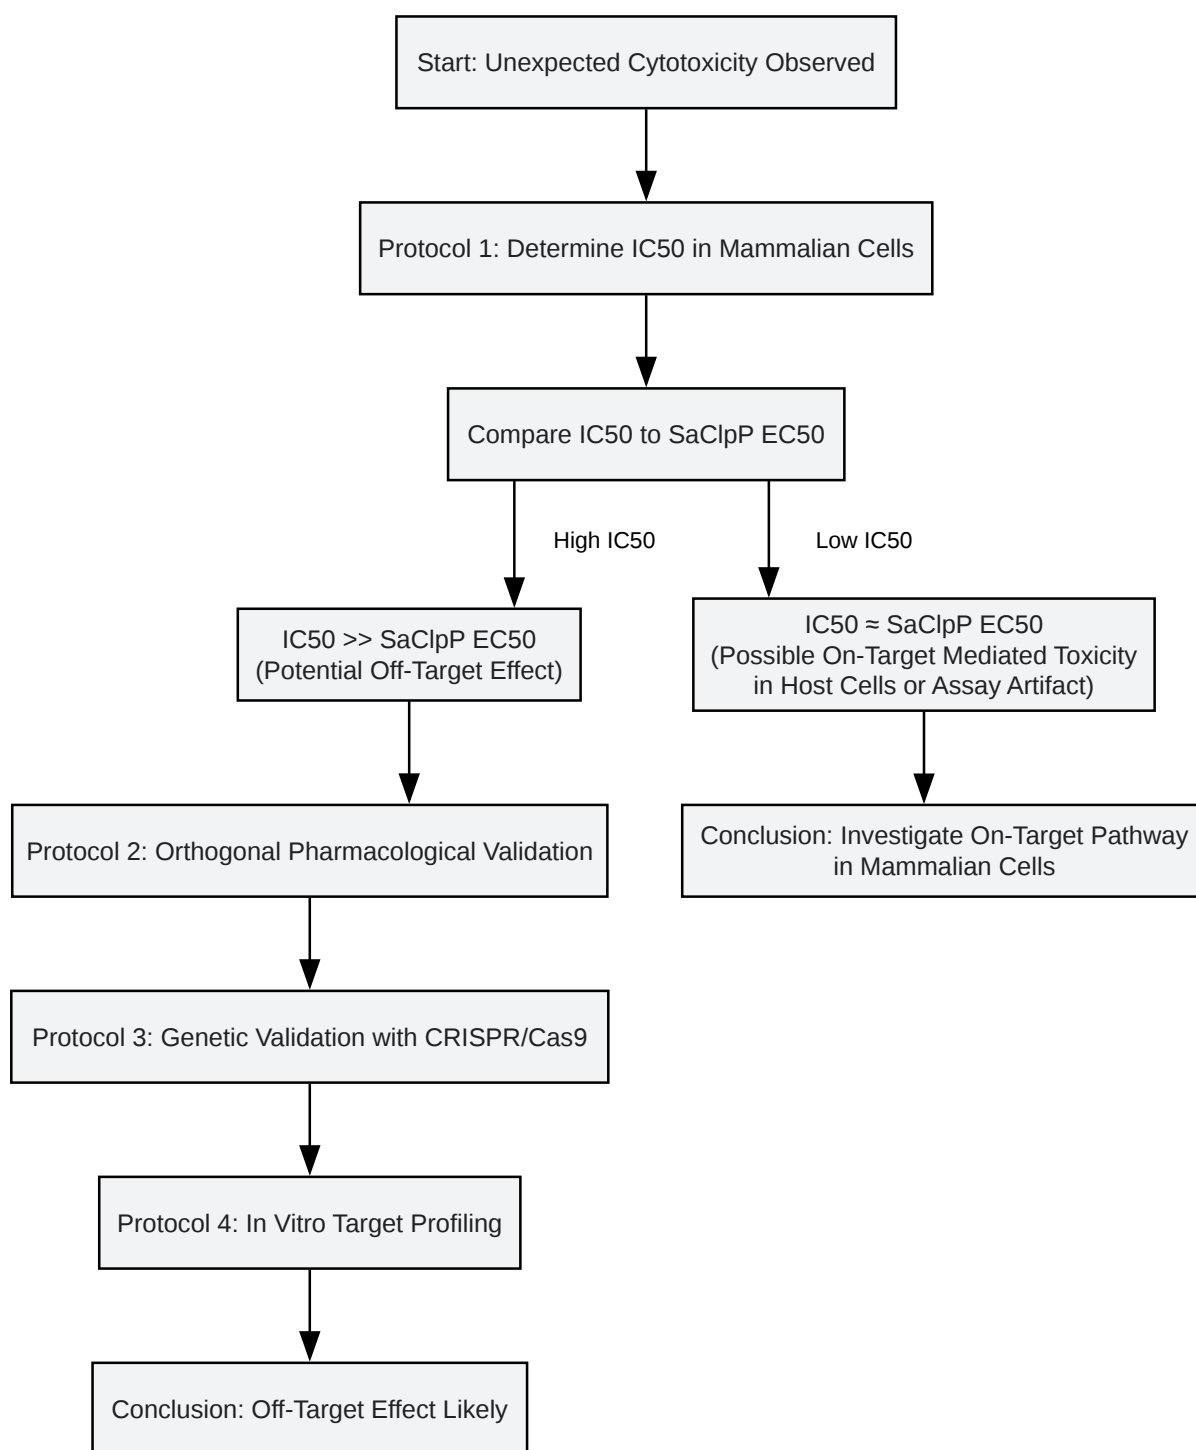 Start: Unexpected Cytotoxicity Observed
Protocol 1: Determine IC50 in Mammalian Cells
Compare IC50 to SaClpP EC50
High IC50
Low IC50
IC50 >> SaClpP EC50
(Potential Off-Target Effect)
IC50 ≈ SaClpP EC50
(Possible On-Target Mediated Toxicity
in Host Cells or Assay Artifact)
Protocol 2: Orthogonal Pharmacological Validation
Conclusion: Investigate On-Target Pathway
in Mammalian Cells
Protocol 3: Genetic Validation with CRISPR/Cas9
Protocol 4: In Vitro Target Profiling
Conclusion: Off-Target Effect Likely